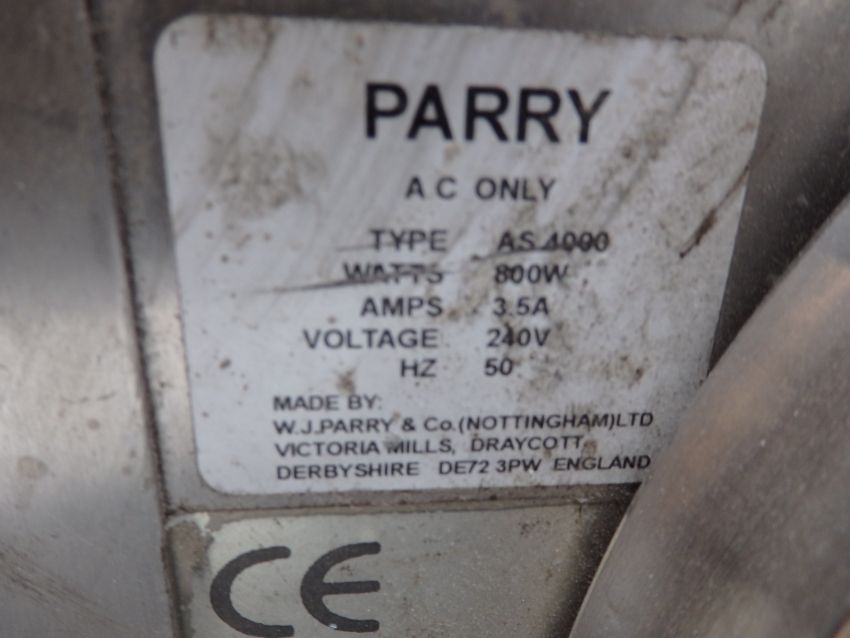 PARRY
A C ONLY
TYPE AS 4000
WATTS 800W
AMPS 3.5A
VOLTAGE 240V
HZ 50
MADE BY:
W.J.PARRY & Co.(NOTTINGHAM)LTD
VICTORIA MILLS, DRAYCOTT,
DERBYSHIRE DE72 3PW ENGLAND
CE